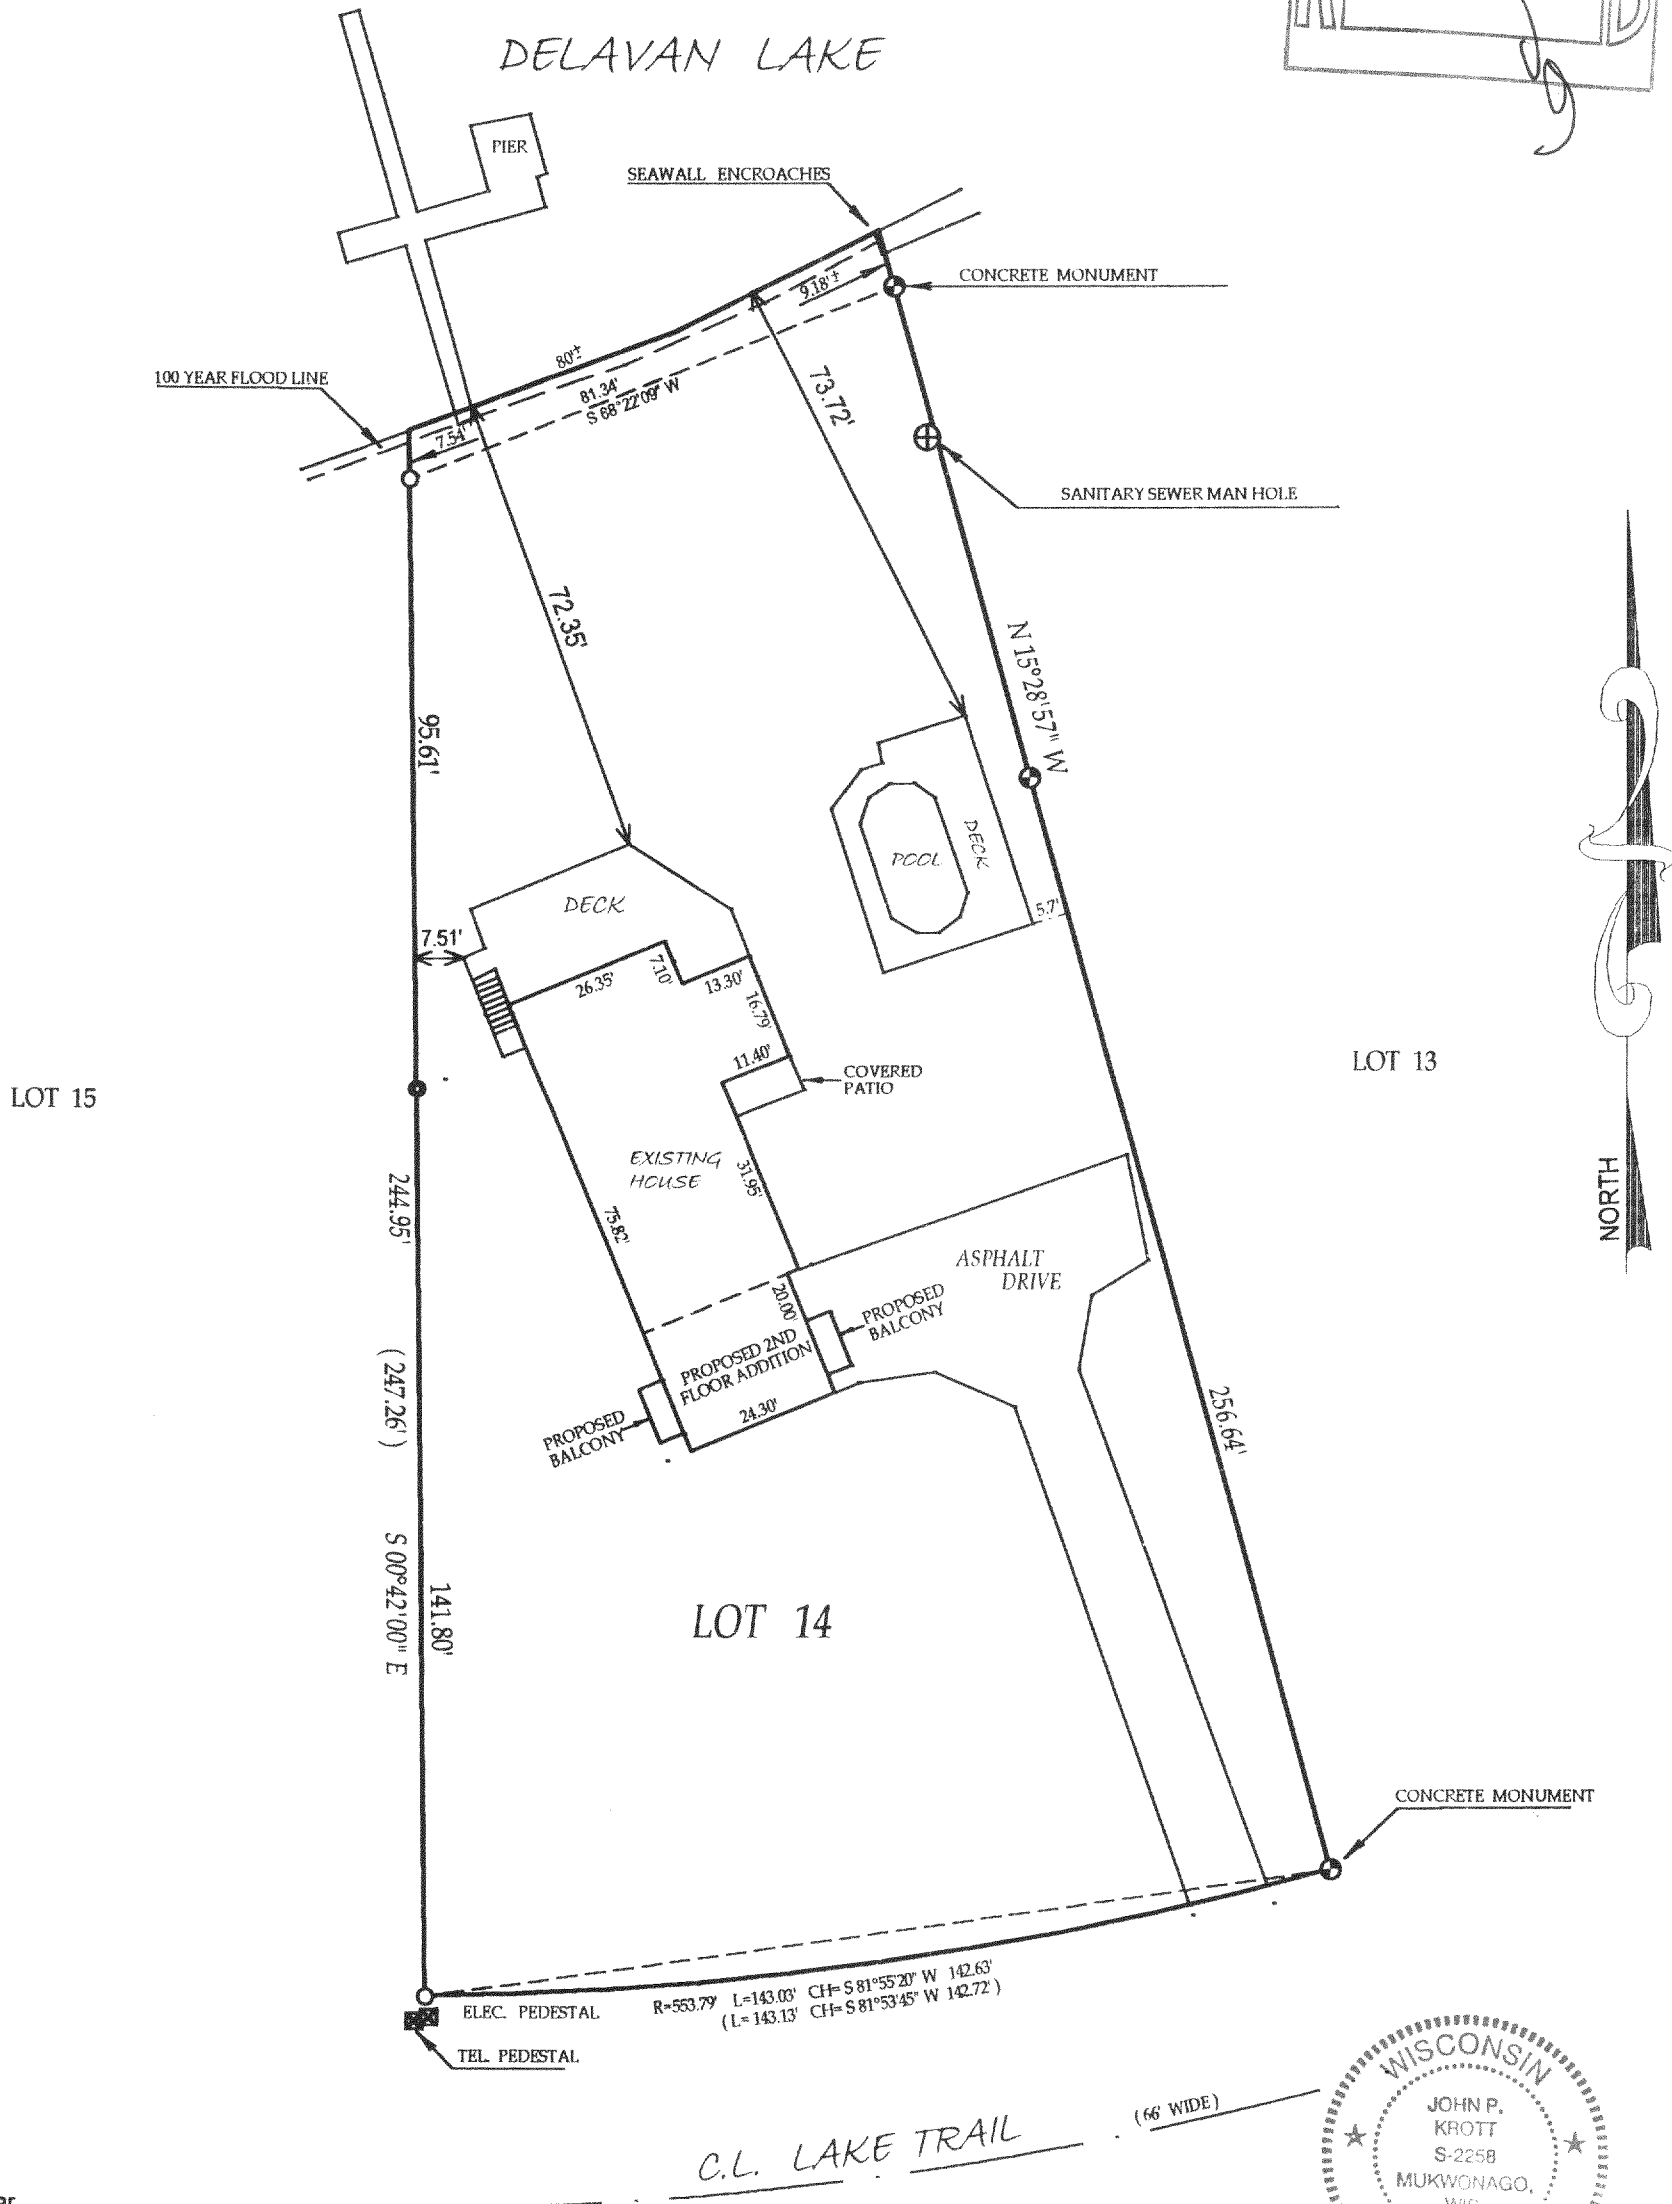 DELAVAN LAKE
PIER
SEAWALL ENCROACHES
CONCRETE MONUMENT
9.18'±
80'±
100 YEAR FLOOD LINE
81.34'
S 68°22'09" W
7.54'
73.72'
SANITARY SEWER MAN HOLE
72.35'
N 15°28'57" W
95.61'
POOL
DECK
DECK
5.7'
7.51'
26.35'
7.10'
13.30'
16.79'
11.40'
COVERED
PATIO
LOT 15
LOT 13
EXISTING
HOUSE
31.95'
75.82'
244.95'
NORTH
ASPHALT
DRIVE
20.00'
PROPOSED
BALCONY
PROPOSED 2ND
FLOOR ADDITION
24.30'
PROPOSED
BALCONY
(247.26')
256.64'
S 00°42'00" E
141.80'
LOT 14
CONCRETE MONUMENT
R=553.79' L=143.03' CH= S 81°55'20" W 142.63'
(L= 143.13' CH= S 81°53'45" W 142.72')
ELEC. PEDESTAL
TEL. PEDESTAL
C.L. LAKE TRAIL
(66' WIDE)
WISCONSIN
JOHN P.
KROTT
S-2258
MUKWONAGO,
WIS